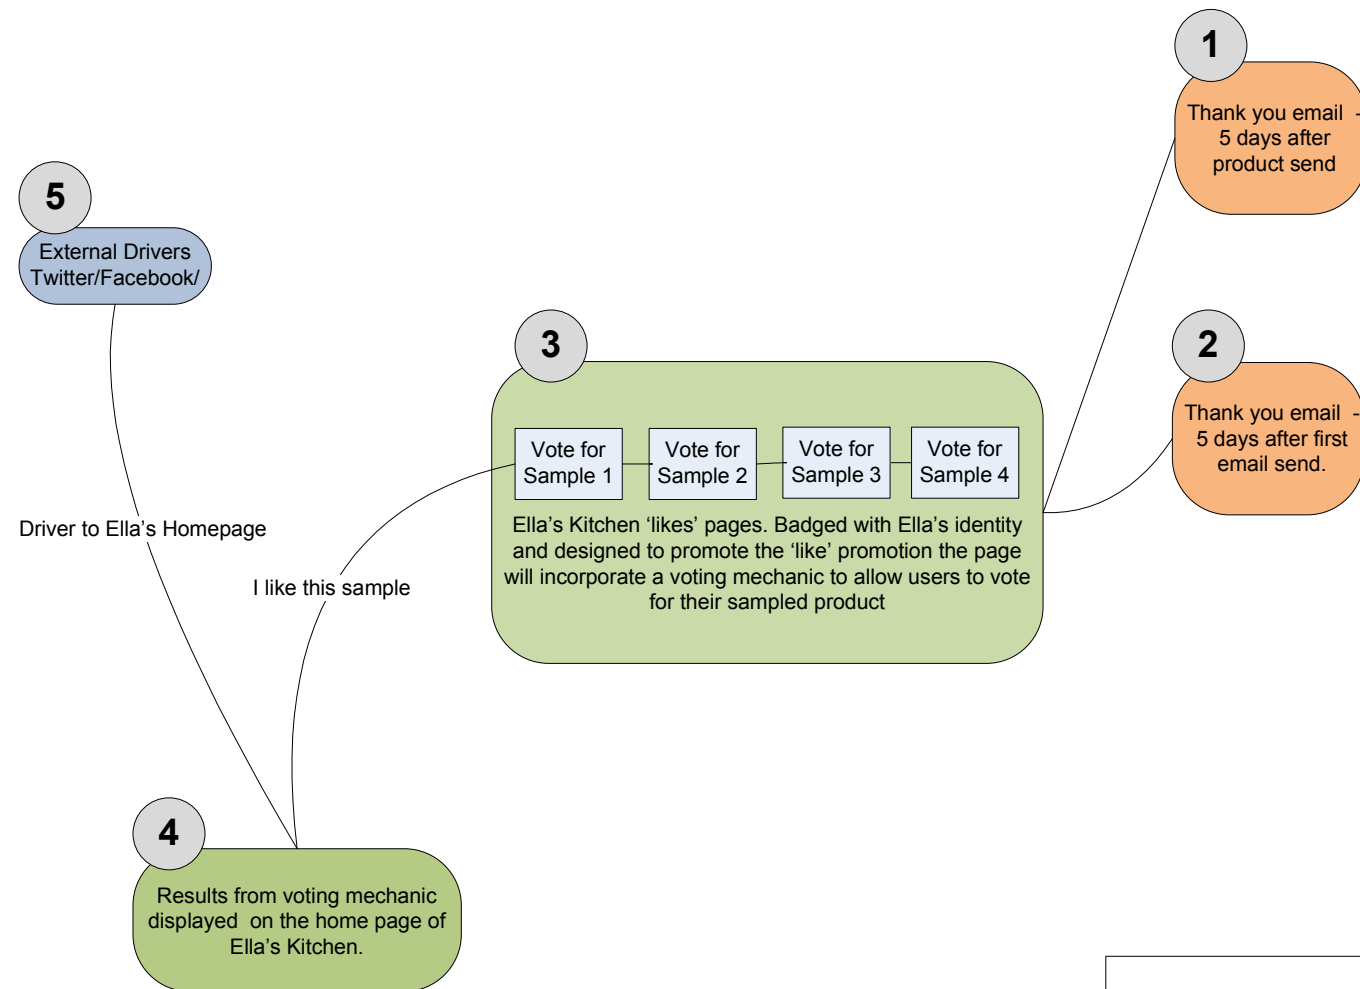 1
Thank you email -
5 days after
product send
5
External Drivers
Twitter/Facebook/
3
2
Vote for
Sample 1
Vote for
Sample 2
Vote for
Sample 3
Vote for
Sample 4
Thank you email -
5 days after first
email send.
Ella’s Kitchen ‘likes’ pages. Badged with Ella’s identity
and designed to promote the ‘like’ promotion the page
will incorporate a voting mechanic to allow users to vote
for their sampled product
Driver to Ella’s Homepage
I like this sample
4
Results from voting mechanic
displayed on the home page of
Ella’s Kitchen.